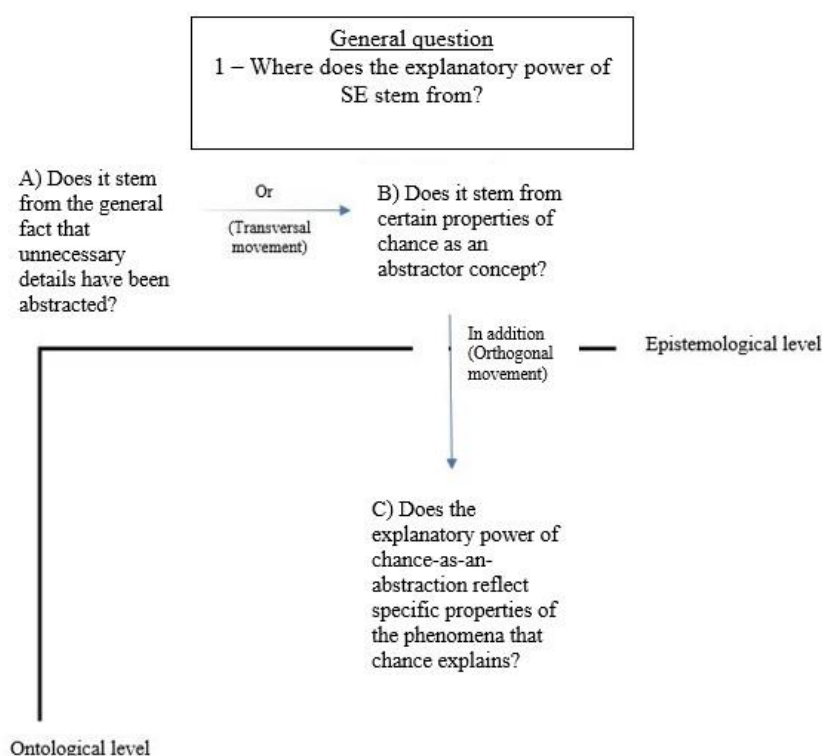 General question
1 – Where does the explanatory power of
SE stem from?
A) Does it stem
from the general
fact that
unnecessary
details have been
abstracted?
Or
(Transversal
movement)
B) Does it stem from
certain properties of
chance as an
abstractor concept?
In addition
(Orthogonal
movement)
Epistemological level
C) Does the
explanatory power of
chance-as-an-
abstraction reflect
specific properties of
the phenomena that
chance explains?
Ontological level